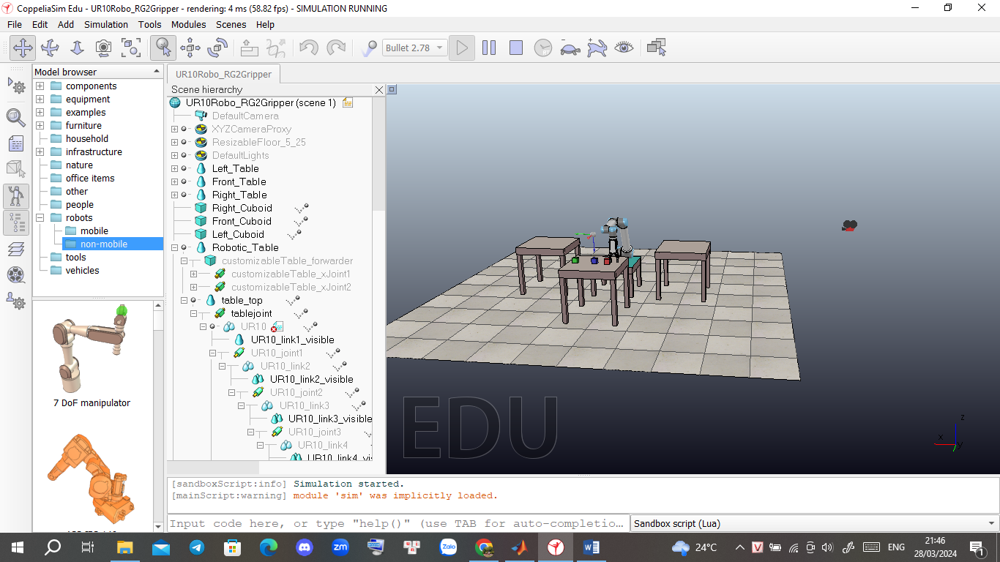 CoppeliaSim Edu - UR10Robo_RG2Gripper - rendering: 4 ms (58.82 fps) - SIMULATION RUNNING
File Edit Add Simulation Tools Modules Scenes Help
Bullet 2.78
Model browser
components
equipment
examples
furniture
household
infrastructure
nature
office items
other
people
robots
mobile
non-mobile
tools
vehicles
7 DoF manipulator
UR10Robo_RG2Gripper
Scene hierarchy
UR10Robo_RG2Gripper (scene 1)
DefaultCamera
XYZCameraProxy
ResizableFloor_5_25
DefaultLights
Left_Table
Front_Table
Right_Table
Right_Cuboid
Front_Cuboid
Left_Cuboid
Robotic_Table
customizableTable_forwarder
customizableTable_xJoint1
customizableTable_xJoint2
table_top
tablejoint
UR10
UR10_link1_visible
UR10_joint1
UR10_link2
UR10_link2_visible
UR10_joint2
UR10_link3
UR10_link3_visible
UR10_joint3
UR10_link4
EDU
z
x
y
[sandboxScript:info] Simulation started.
[mainScript:warning] module 'sim' was implicitly loaded.
Input code here, or type "help()" (use TAB for auto-completio...
Sandbox script (Lua)
zm
Zalo
24°C
ENG
21:46
28/03/2024
1